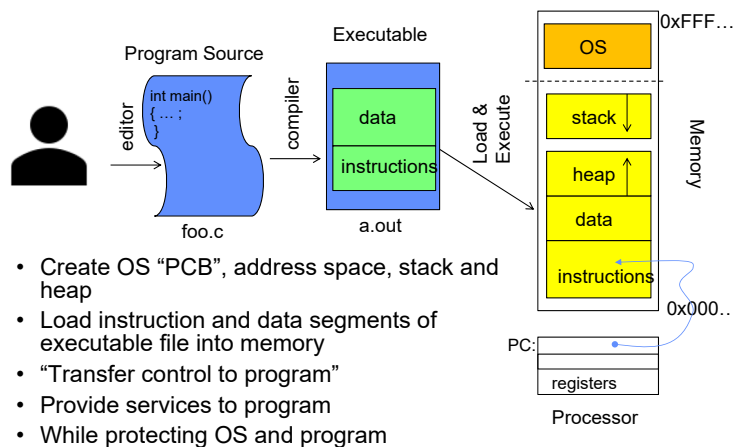 Program Source
Executable
0xFFF…
OS
int main()
{ … ;
}
editor
compiler
data
instructions
Load &
Execute
stack
heap
data
instructions
Memory
foo.c
a.out
0x000…
PC:
registers
Processor
• Create OS “PCB”, address space, stack and
heap
• Load instruction and data segments of
executable file into memory
• “Transfer control to program”
• Provide services to program
• While protecting OS and program